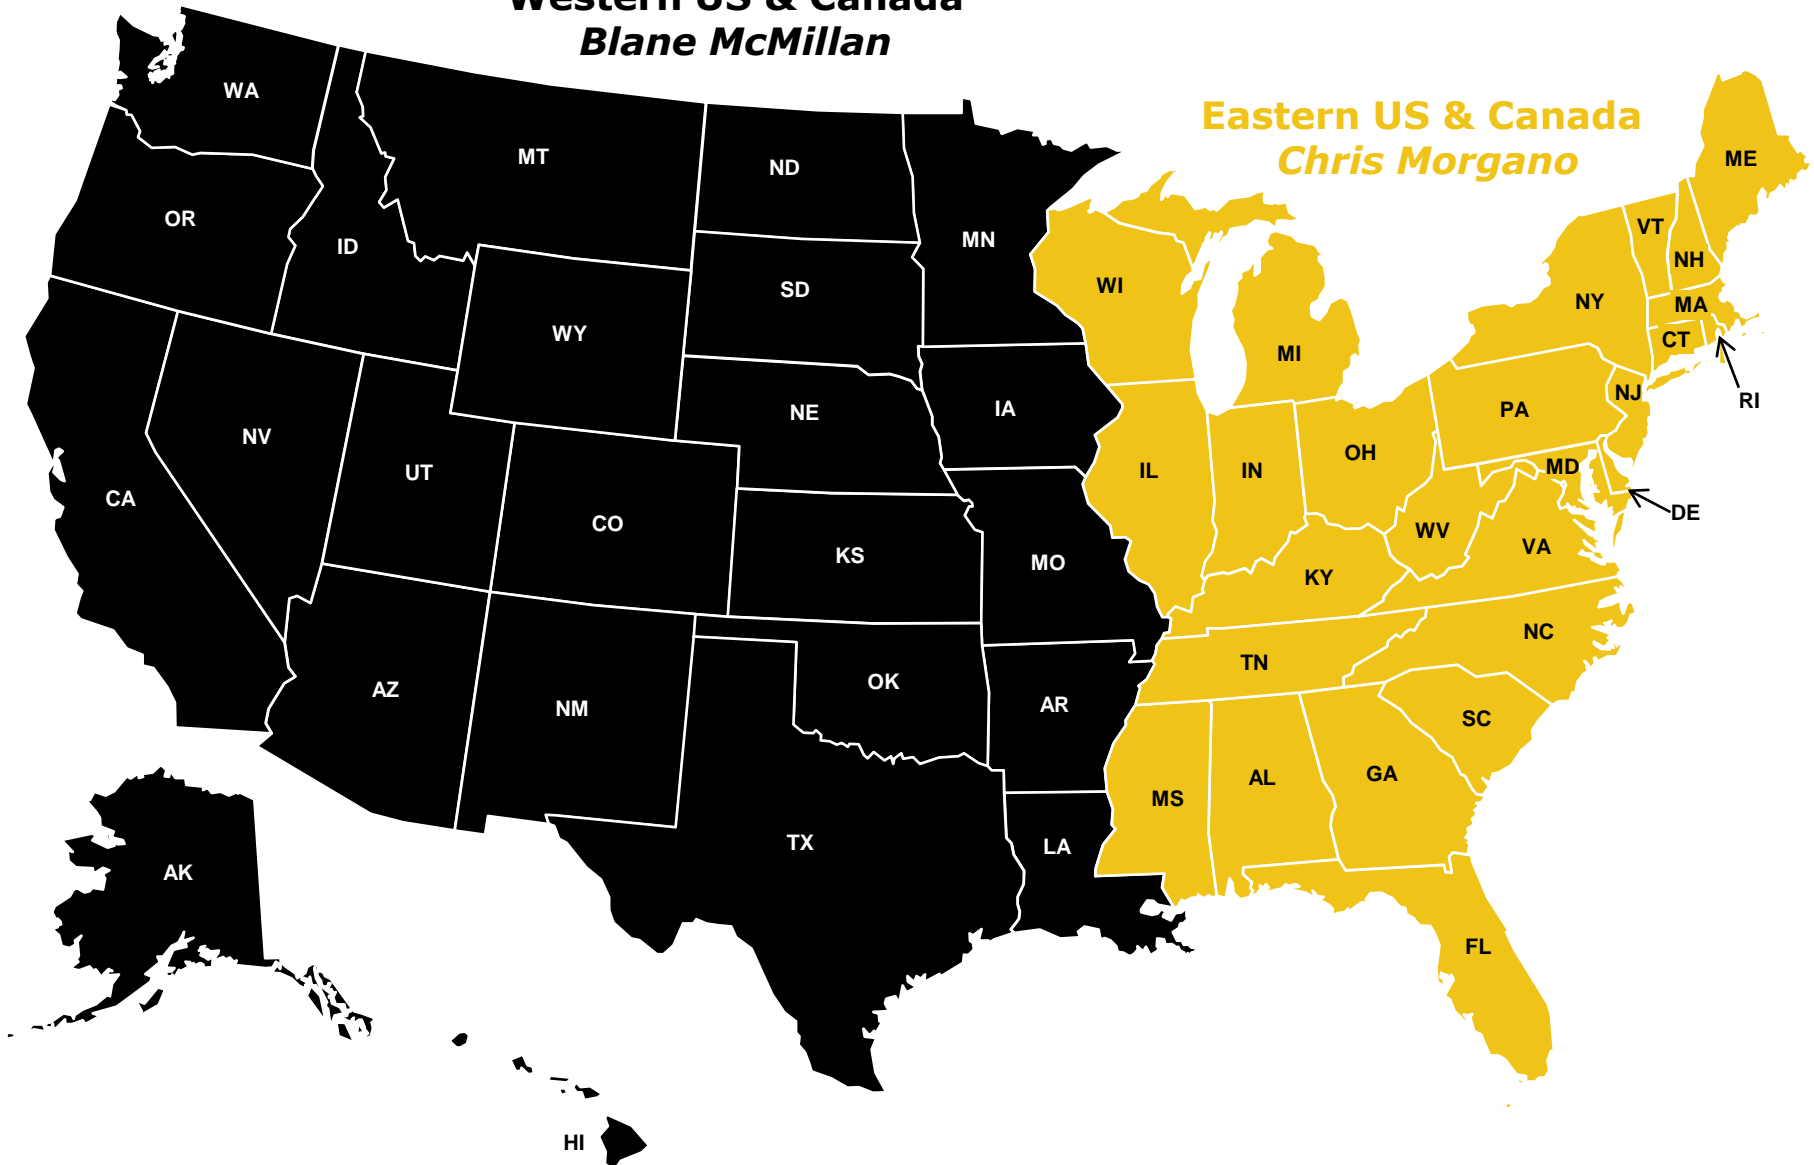 Western US & Canada
Blane McMillan
Eastern US & Canada
Chris Morgano
WA
MT
ND
MN
OR
ID
SD
WY
WI
MI
ME
VT
NH
NY
MA
CT
RI
NJ
PA
NE
IA
NV
UT
CA
CO
KS
MO
IL
IN
OH
MD
DE
WV
VA
KY
NC
TN
AZ
NM
OK
AR
SC
MS
AL
GA
TX
LA
AK
FL
HI